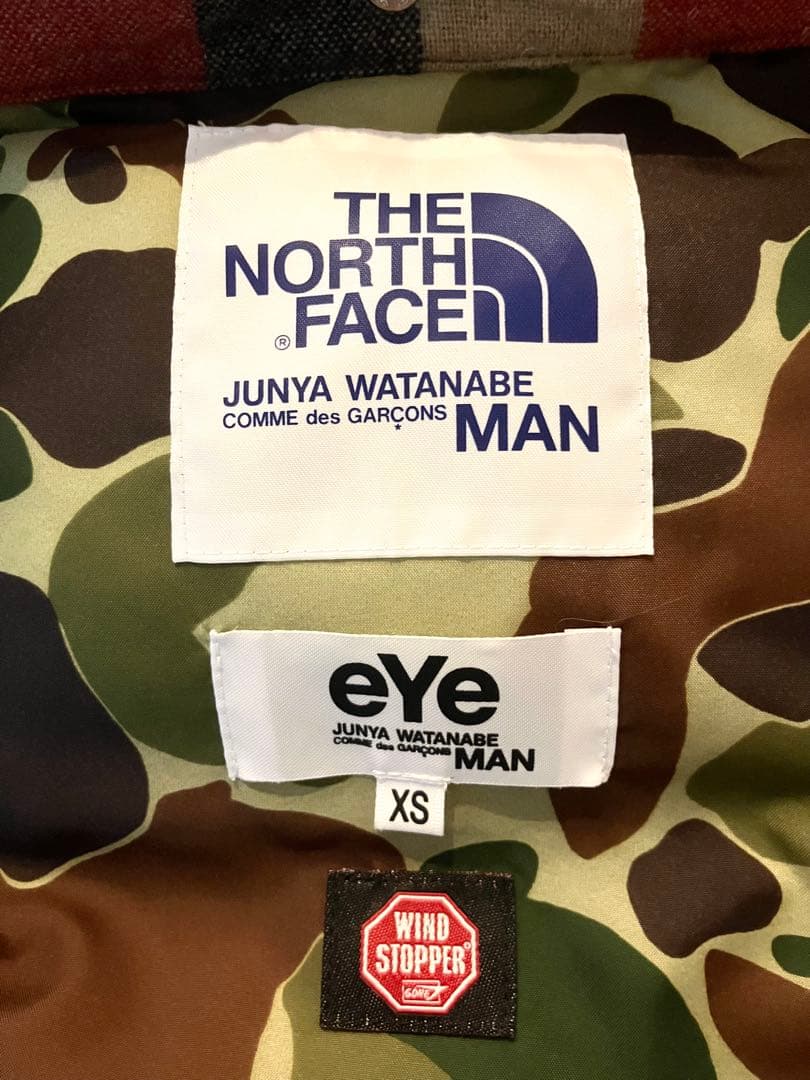 THE
NORTH
® FACE
JUNYA WATANABE
COMME des GARÇONS MAN
eYe
JUNYA WATANABE
COMME des GARÇONS MAN
XS
WIND
STOPPER®
GORE